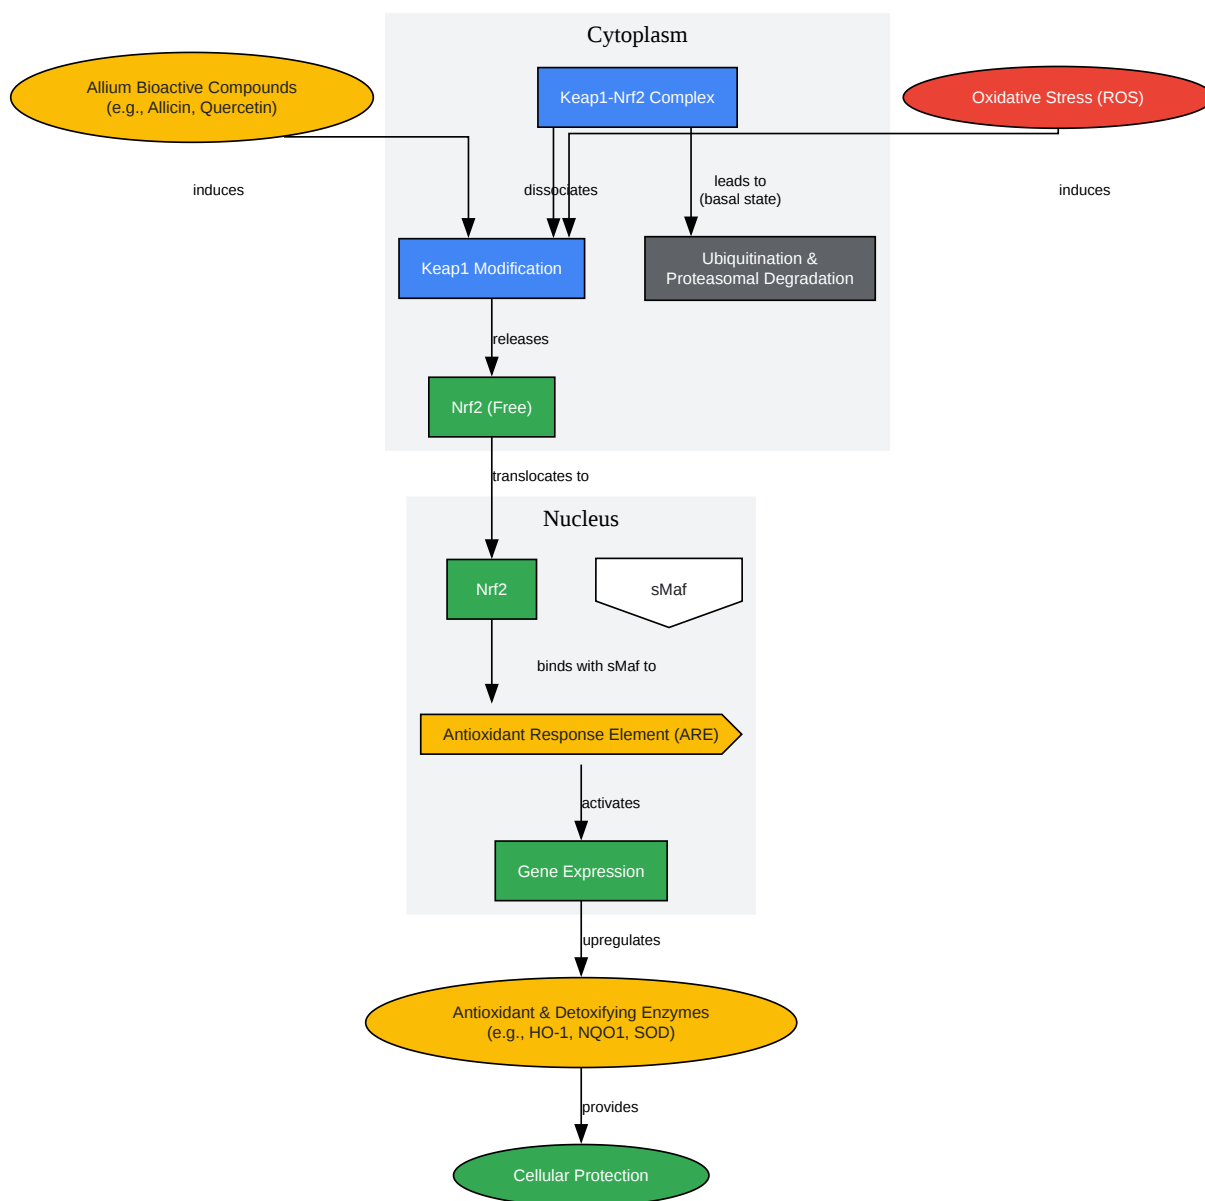 Cytoplasm
Allium Bioactive Compounds
(e.g., Allicin, Quercetin)
Keap1-Nrf2 Complex
Oxidative Stress (ROS)
induces
dissociates
leads to
(basal state)
induces
Keap1 Modification
Ubiquitination &
Proteasomal Degradation
releases
Nrf2 (Free)
translocates to
Nucleus
Nrf2
sMaf
binds with sMaf to
Antioxidant Response Element (ARE)
activates
Gene Expression
upregulates
Antioxidant & Detoxifying Enzymes
(e.g., HO-1, NQO1, SOD)
provides
Cellular Protection